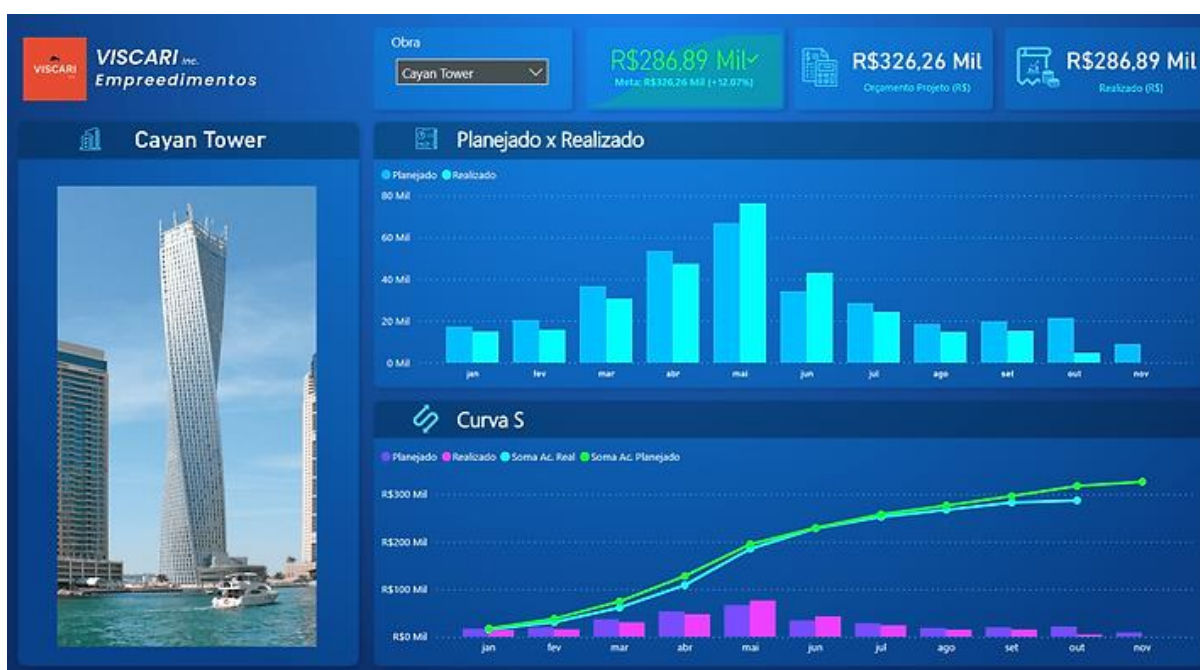 VISCARI
VISCARI Inc.
Empreedimentos
Obra
Cayan Tower
R$286,89 Mil
Meta: R$326,26 Mil (+12.07%)
R$326,26 Mil
Orçamento Projeto (R$)
R$286,89 Mil
Realizado (R$)
Cayan Tower
Planejado x Realizado
Planejado Realizado
80 Mil
60 Mil
40 Mil
20 Mil
0 Mil
jan fev mar abr mai jun jul ago set out nov
Curva S
Planejado Realizado Soma Ac. Real Soma Ac. Planejado
R$300 Mil
R$200 Mil
R$100 Mil
R$0 Mil
jan fev mar abr mai jun jul ago set out nov